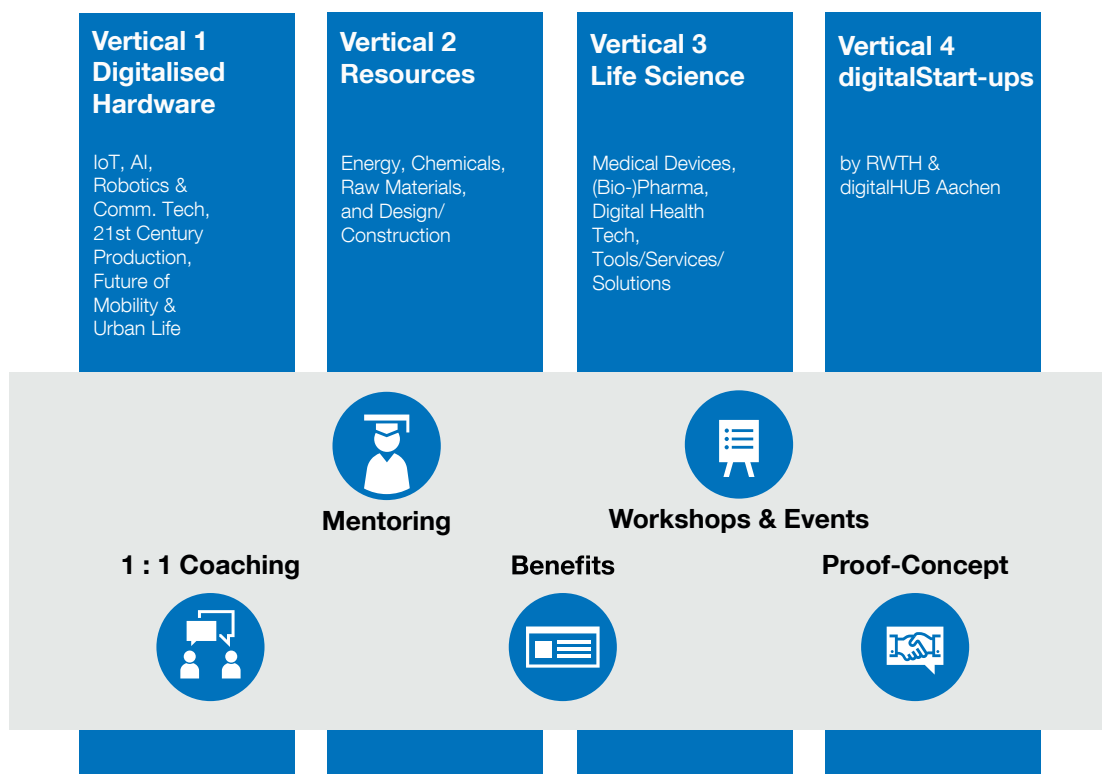 Vertical 1
Digitalised
Hardware
IoT, AI,
Robotics &
Comm. Tech,
21st Century
Production,
Future of
Mobility &
Urban Life
Vertical 2
Resources
Energy, Chemicals,
Raw Materials,
and Design/
Construction
Vertical 3
Life Science
Medical Devices,
(Bio-)Pharma,
Digital Health
Tech,
Tools/Services/
Solutions
Vertical 4
digitalStart-ups
by RWTH &
digitalHUB Aachen
Mentoring
Workshops & Events
1 : 1 Coaching
Benefits
Proof-Concept